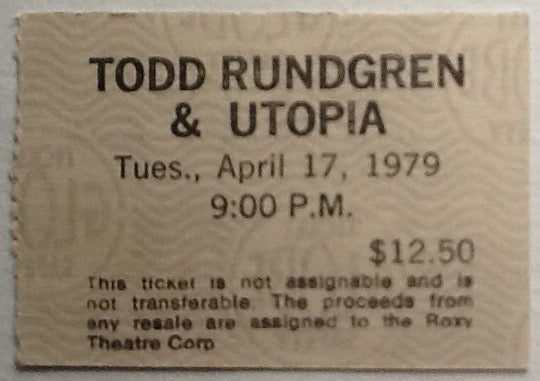 TODD RUNDGREN
& UTOPIA
Tues., April 17, 1979
9:00 P.M.
$12.50
This ticket is not assignable and is
not transferable. The proceeds from
any resale are assigned to the Roxy
Theatre Corp